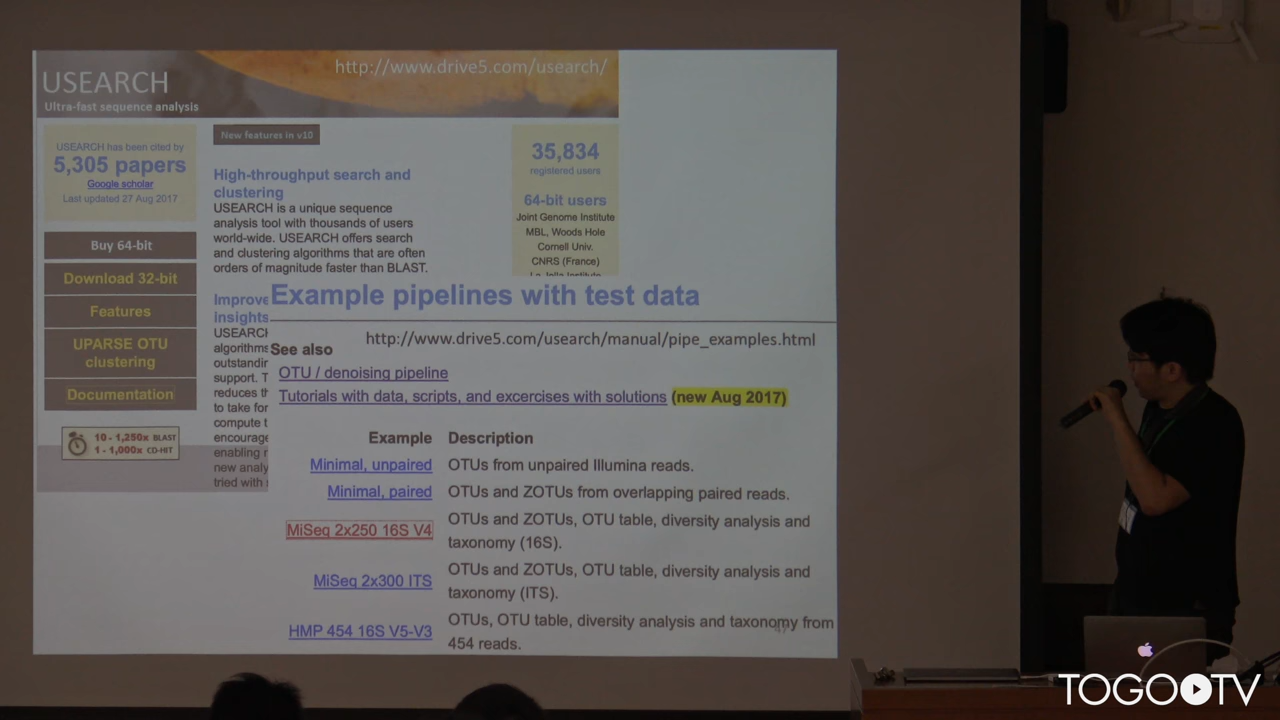 USEARCH
Ultra-fast sequence analysis
http://www.drive5.com/usearch/
USEARCH has been cited by
5,305 papers
Google scholar
Last updated 27 Aug 2017
Buy 64-bit
Download 32-bit
Features
UPARSE OTU
clustering
Documentation
10 - 1,250x BLAST
1 - 1,000x CD-HIT
New features in v10
High-throughput search and
clustering
USEARCH is a unique sequence
analysis tool with thousands of users
world-wide. USEARCH offers search
and clustering algorithms that are often
orders of magnitude faster than BLAST.
Improve
insights
USEARCH
algorithms
outstandin
support. T
reduces th
to take for
compute t
encourage
enabling r
new analy
tried with s
35,834
registered users
64-bit users
Joint Genome Institute
MBL, Woods Hole
Cornell Univ.
CNRS (France)
La Jolla Institute
Example pipelines with test data
http://www.drive5.com/usearch/manual/pipe_examples.html
See also
OTU / denoising pipeline
Tutorials with data, scripts, and excercises with solutions (new Aug 2017)
Example Description
Minimal, unpaired OTUs from unpaired Illumina reads.
Minimal, paired OTUs and ZOTUs from overlapping paired reads.
MiSeq 2x250 16S V4 OTUs and ZOTUs, OTU table, diversity analysis and
taxonomy (16S).
MiSeq 2x300 ITS OTUs and ZOTUs, OTU table, diversity analysis and
taxonomy (ITS).
HMP 454 16S V5-V3 OTUs, OTU table, diversity analysis and taxonomy from
454 reads.
TOGOTV